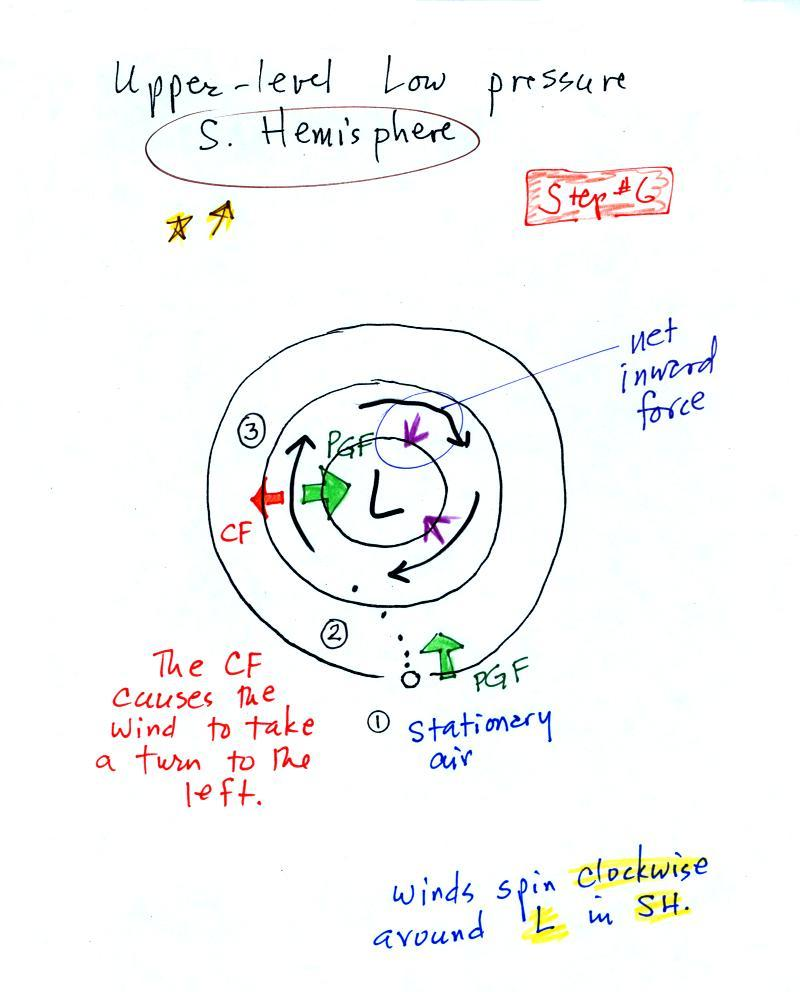 Upper-level Low pressure
S. Hemisphere
Step #6
net
inward
force
③
PGF
L
CF
②
PGF
The CF
causes the
wind to take
a turn to the
left.
① Stationary
air
winds spin clockwise
around L in SH.